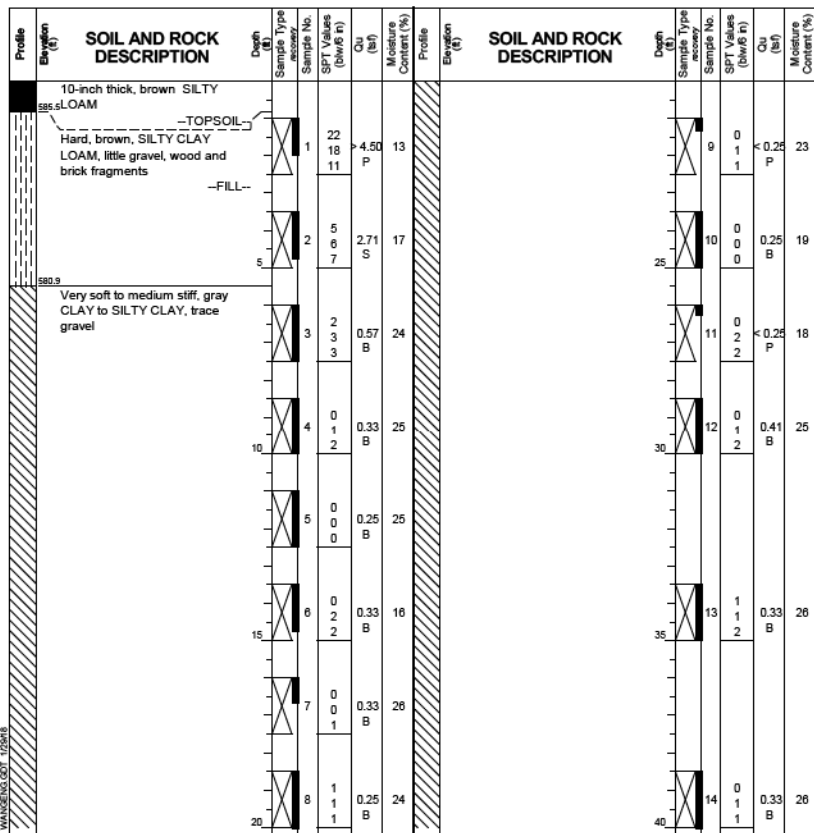 Profile
Elevation (ft)
SOIL AND ROCK
DESCRIPTION
Depth (ft)
Sample Type
recovery
Sample No.
SPT Values
(blw/6 in)
Qu
(tsf)
Moisture
Content (%)
Profile
Elevation (ft)
SOIL AND ROCK
DESCRIPTION
Depth (ft)
Sample Type
recovery
Sample No.
SPT Values
(blw/6 in)
Qu
(tsf)
Moisture
Content (%)
10-inch thick, brown SILTY
585.5 LOAM
--TOPSOIL--
Hard, brown, SILTY CLAY
LOAM, little gravel, wood and
brick fragments
--FILL--
1 22 18 11 > 4.50 P 13
2 5 6 7 2.71 S 17
5
580.9
Very soft to medium stiff, gray
CLAY to SILTY CLAY, trace
gravel
3 2 3 3 0.57 B 24
4 0 1 2 0.33 B 25
10
5 0 0 0 0.25 B 25
6 0 2 2 0.33 B 16
15
7 0 0 1 0.33 B 26
8 1 1 1 0.25 B 24
20
9 0 1 1 < 0.25 P 23
10 0 0 0 0.25 B 19
25
11 0 2 2 < 0.25 P 18
12 0 1 2 0.41 B 25
30
13 1 1 2 0.33 B 26
35
14 0 1 1 0.33 B 26
40
WANGENG.GDT 1/29/18